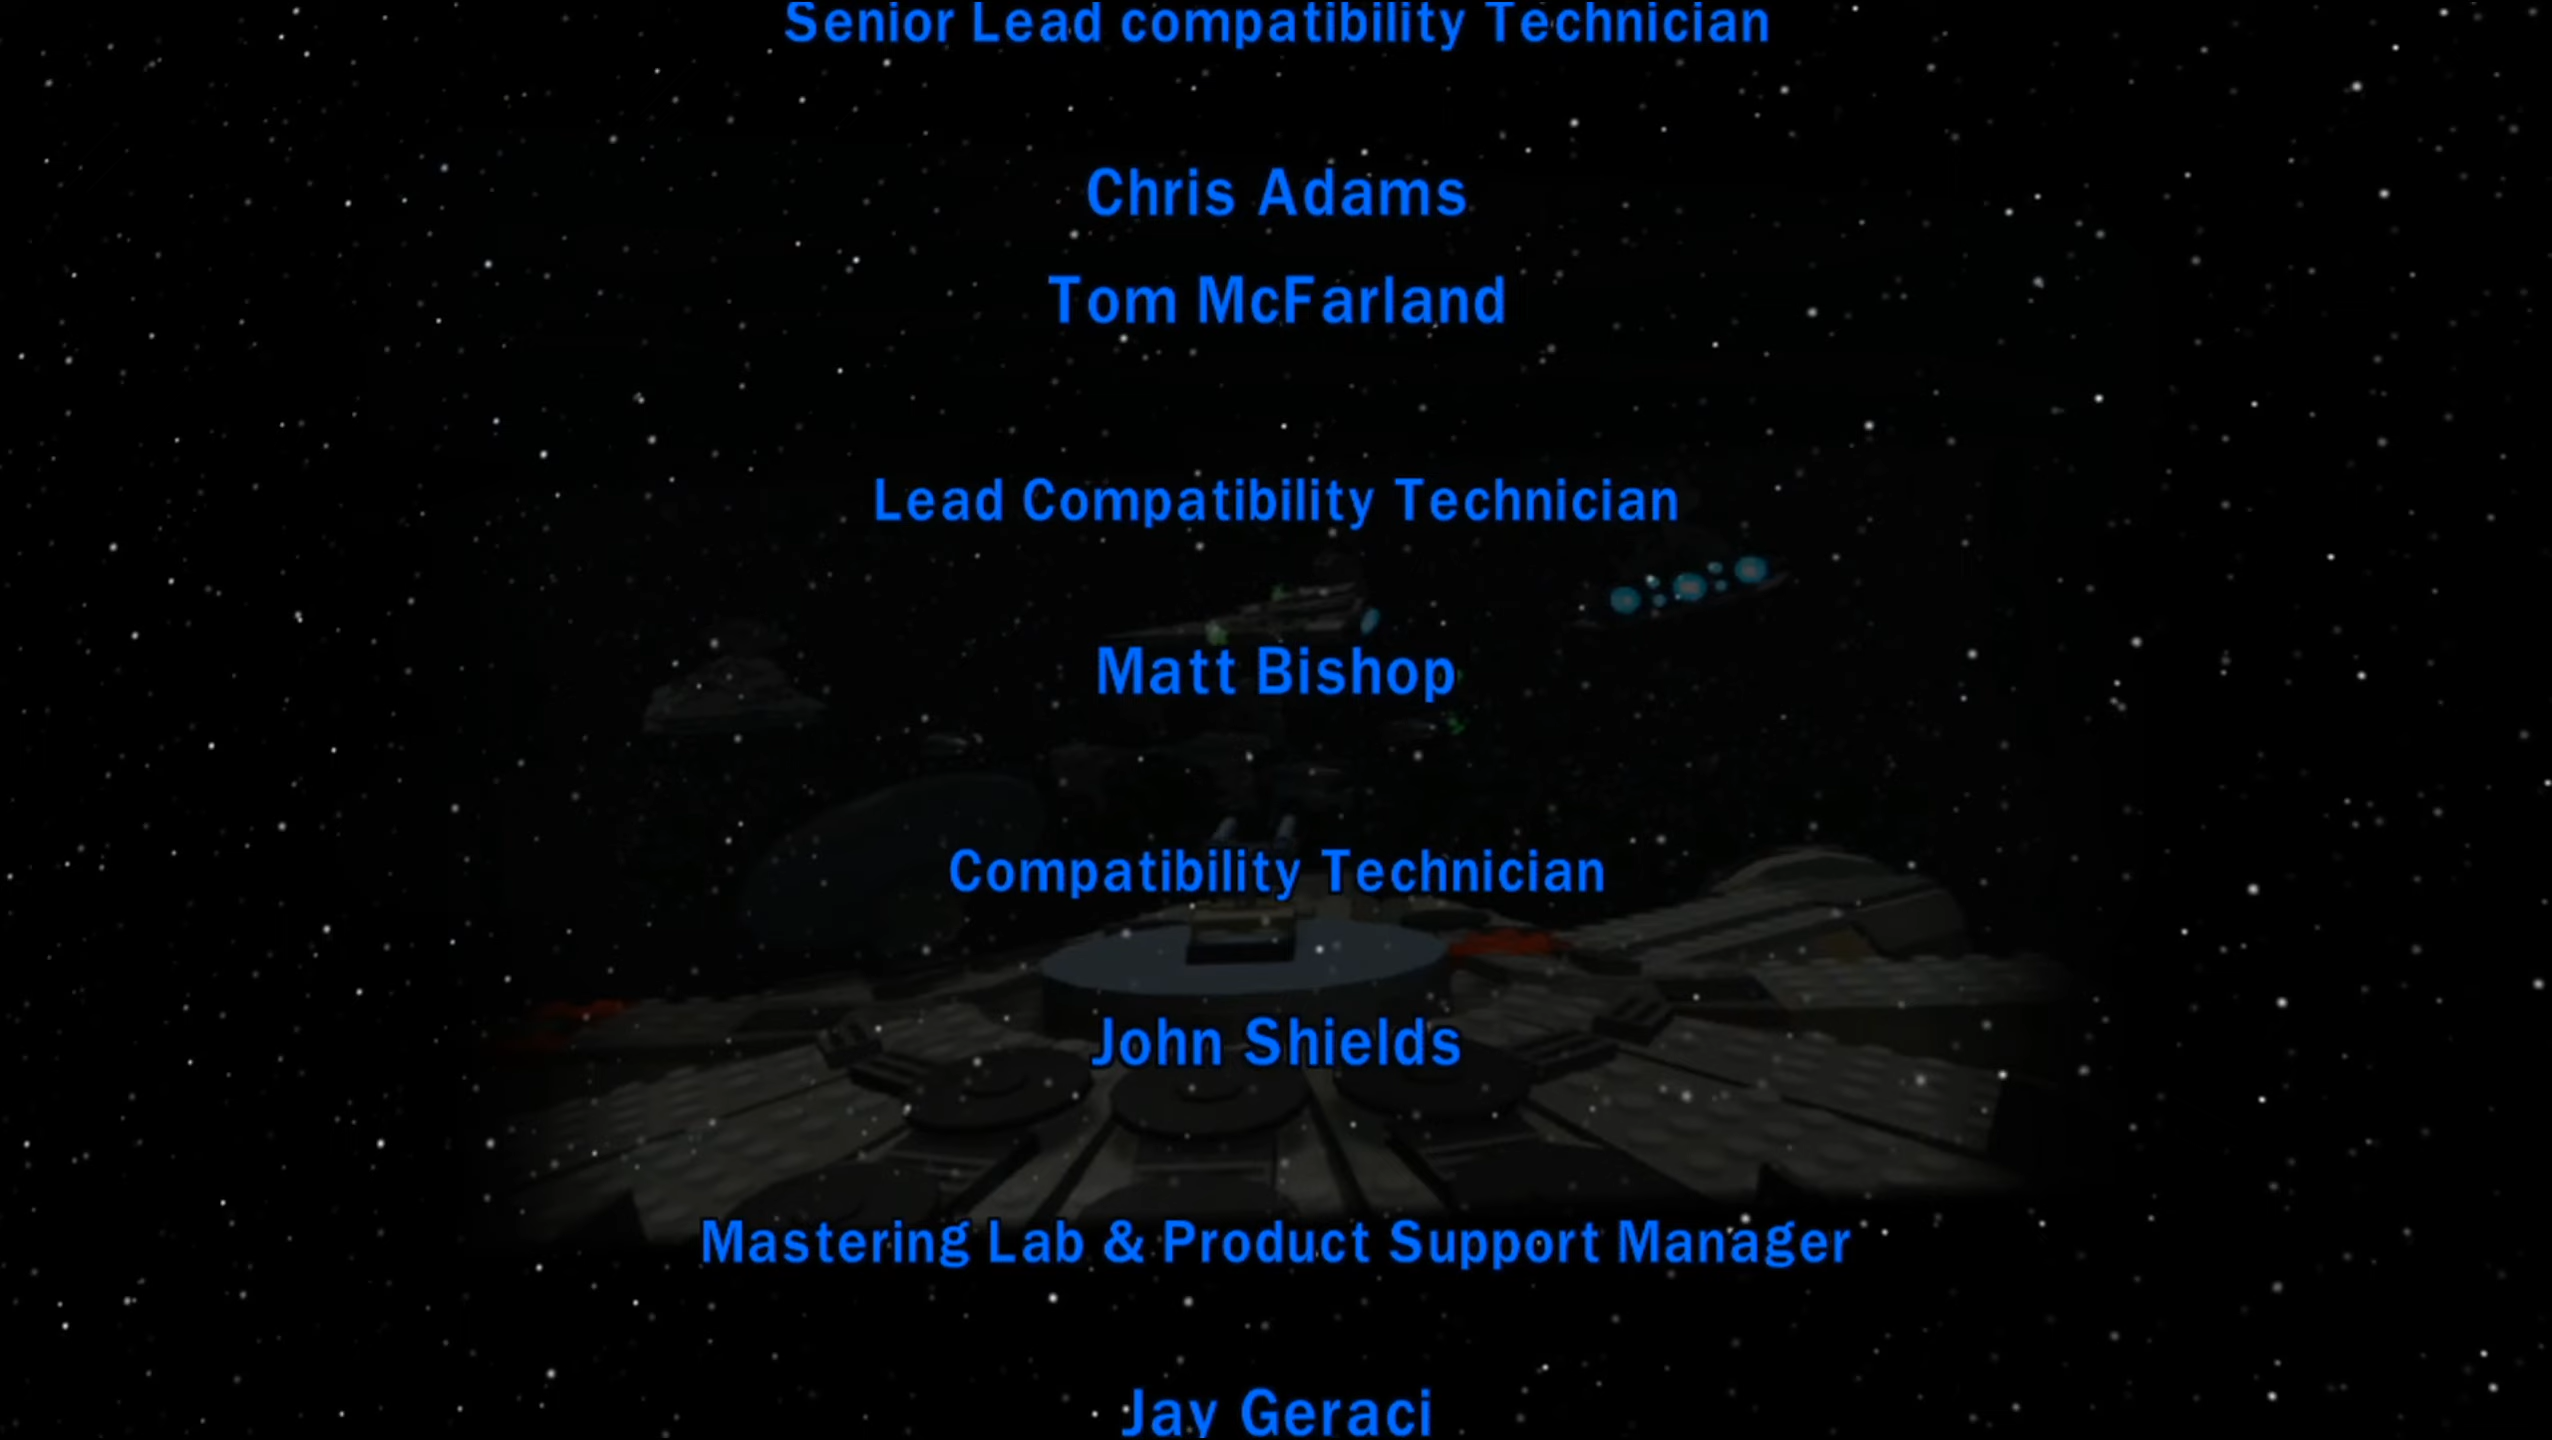 Senior Lead compatibility Technician
Chris Adams
Tom McFarland
Lead Compatibility Technician
Matt Bishop
Compatibility Technician
John Shields
Mastering Lab & Product Support Manager
Jay Geraci